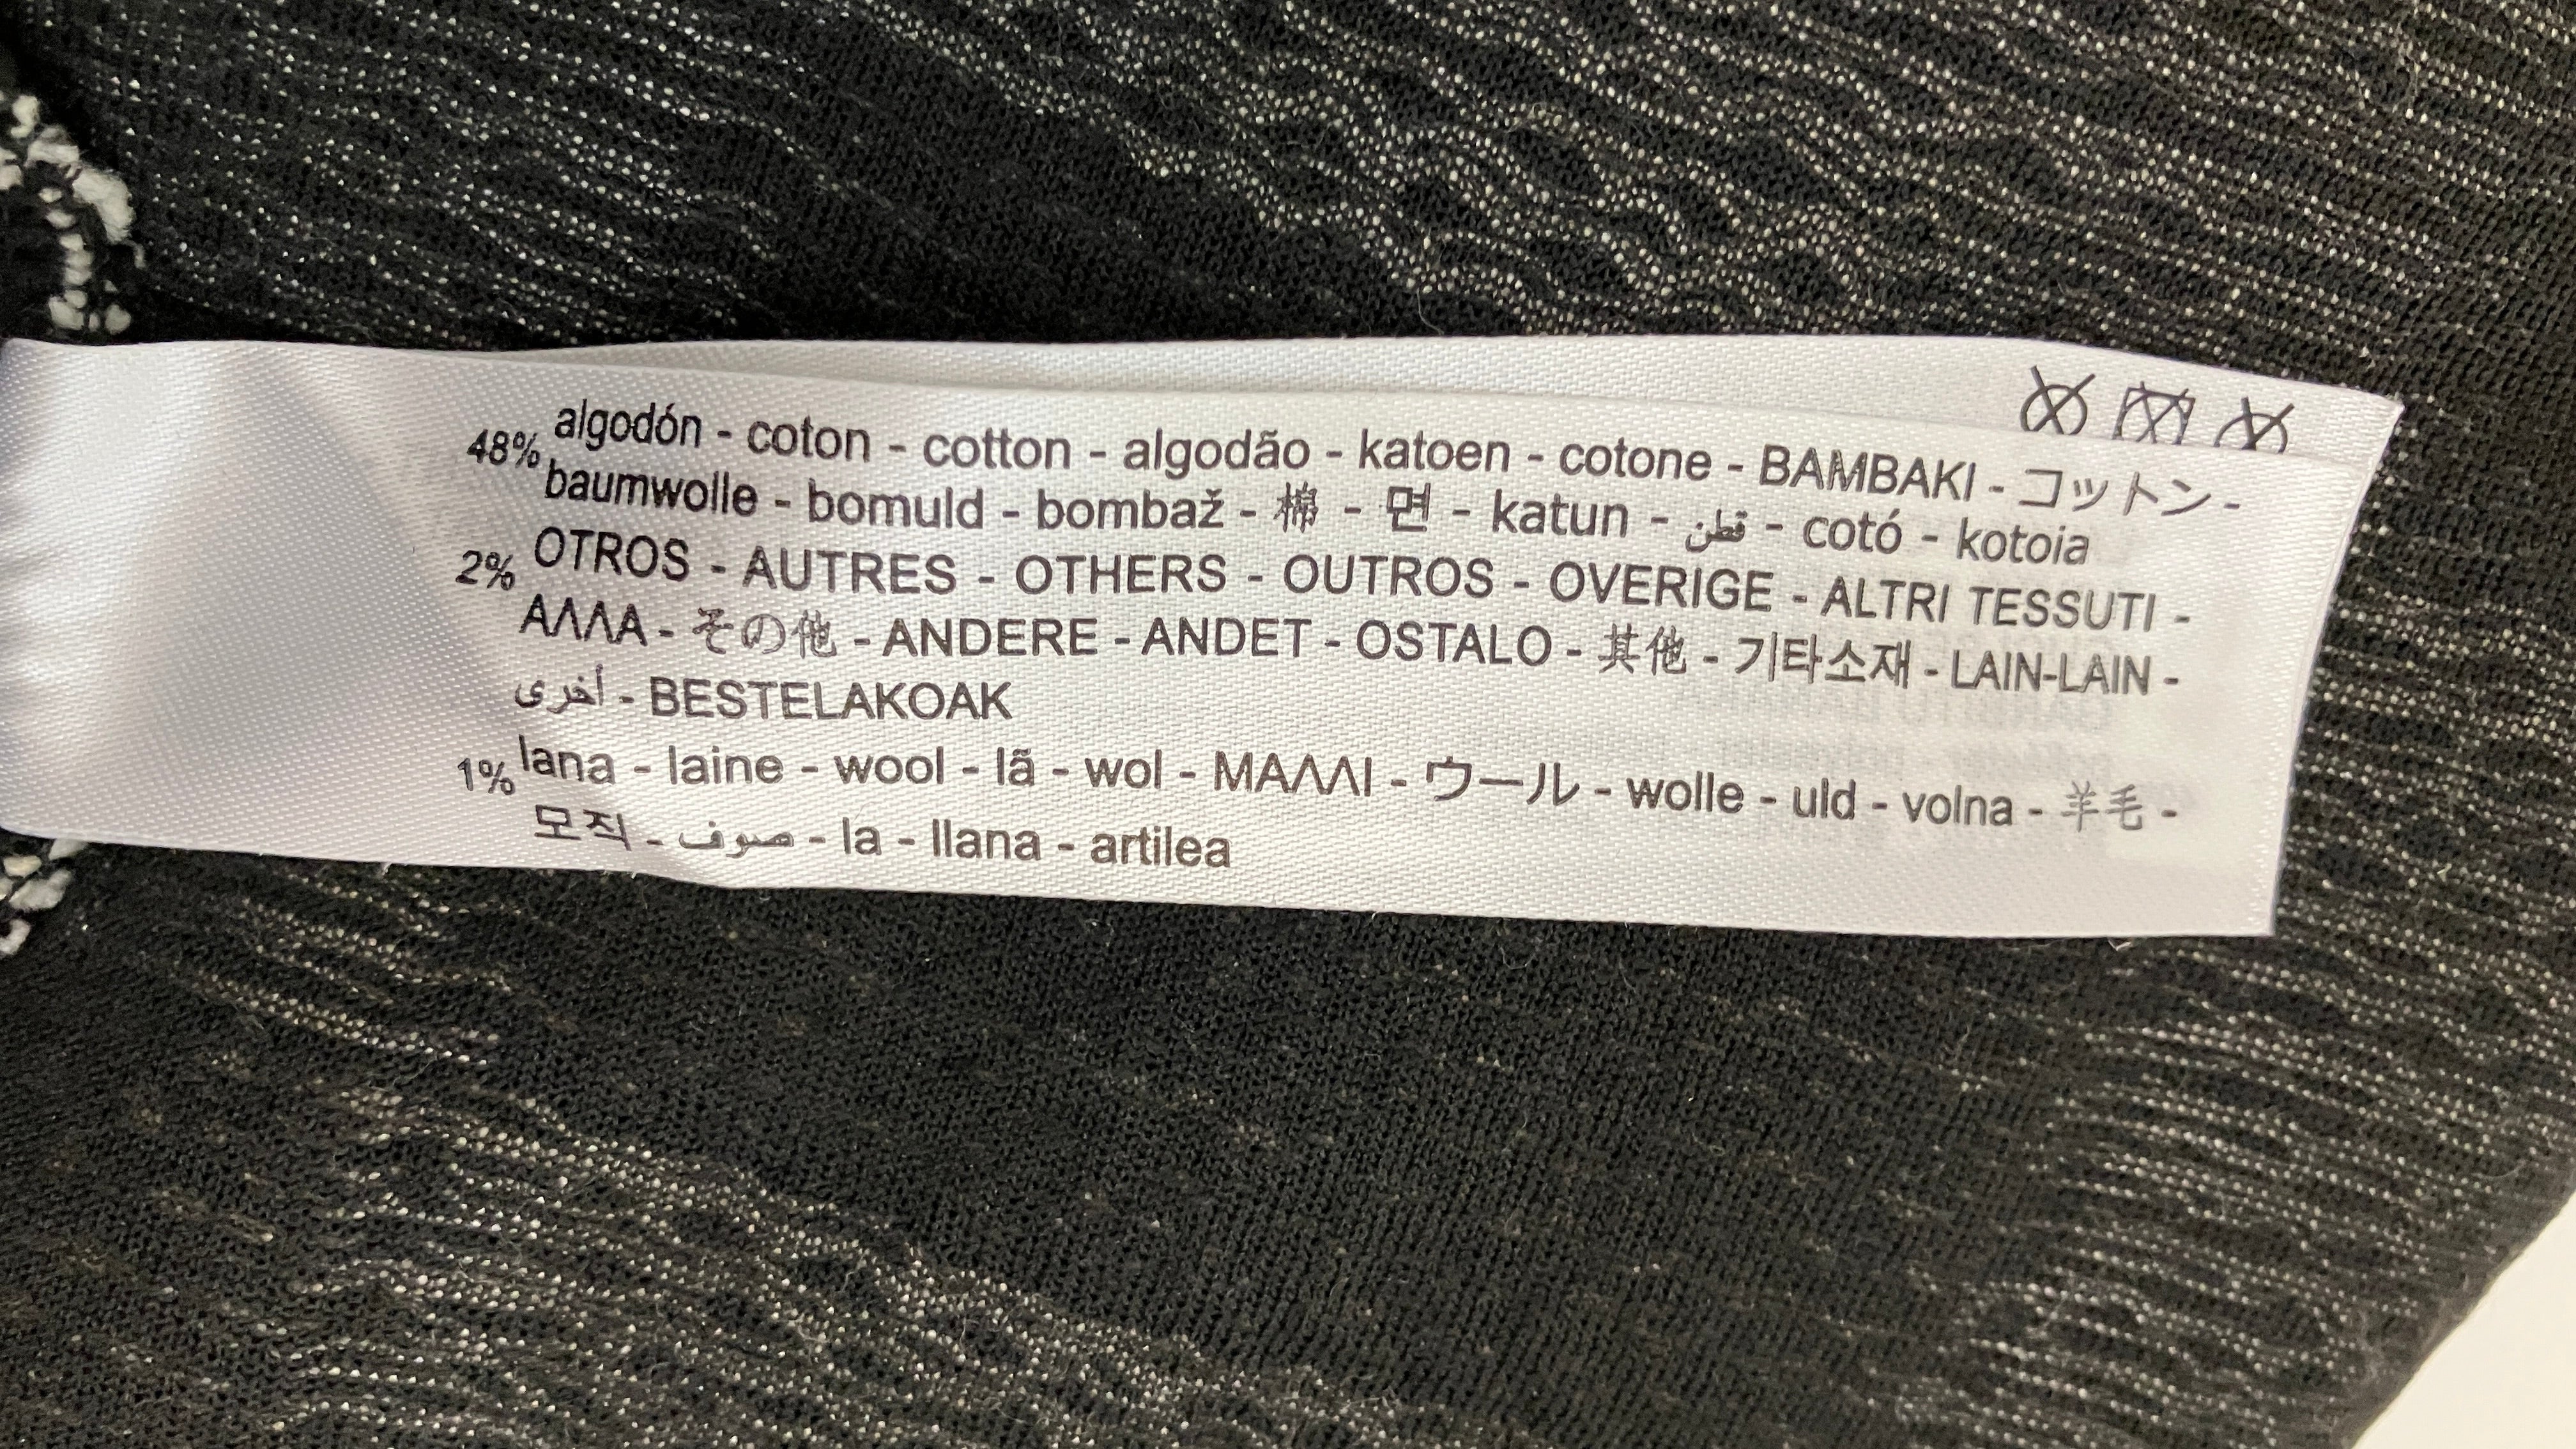 48% algodón - coton - cotton - algodão - katoen - cotone - BAMBAKI - コットン -
baumwolle - bomuld - bombaž - 棉 - 면 - katun - قطن - cotó - kotoia
2% OTROS - AUTRES - OTHERS - OUTROS - OVERIGE - ALTRI TESSUTI -
ΑΛΛΑ - その他 - ANDERE - ANDET - OSTALO - 其他 - 기타소재 - LAIN-LAIN -
أخرى - BESTELAKOAK
1% lana - laine - wool - lã - wol - ΜΑΛΛΙ - ウール - wolle - uld - volna - 羊毛 -
모직 - صوف - la - llana - artilea